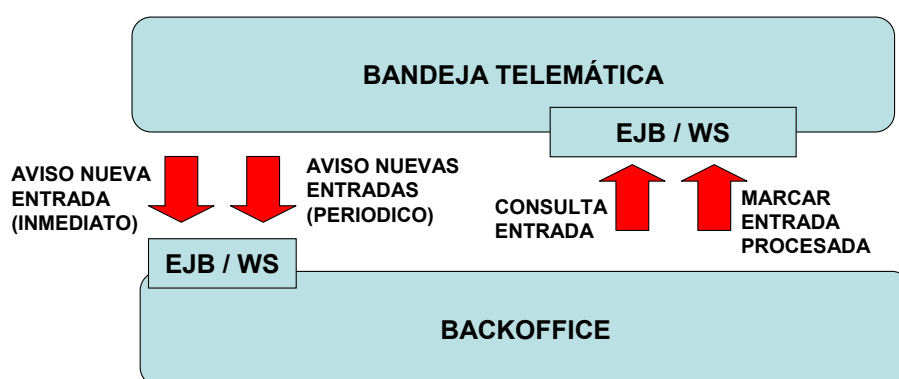 BANDEJA TELEMÁTICA
EJB / WS
AVISO NUEVA
ENTRADA
(INMEDIATO)
AVISO NUEVAS
ENTRADAS
(PERIODICO)
CONSULTA
ENTRADA
MARCAR
ENTRADA
PROCESADA
EJB / WS
BACKOFFICE